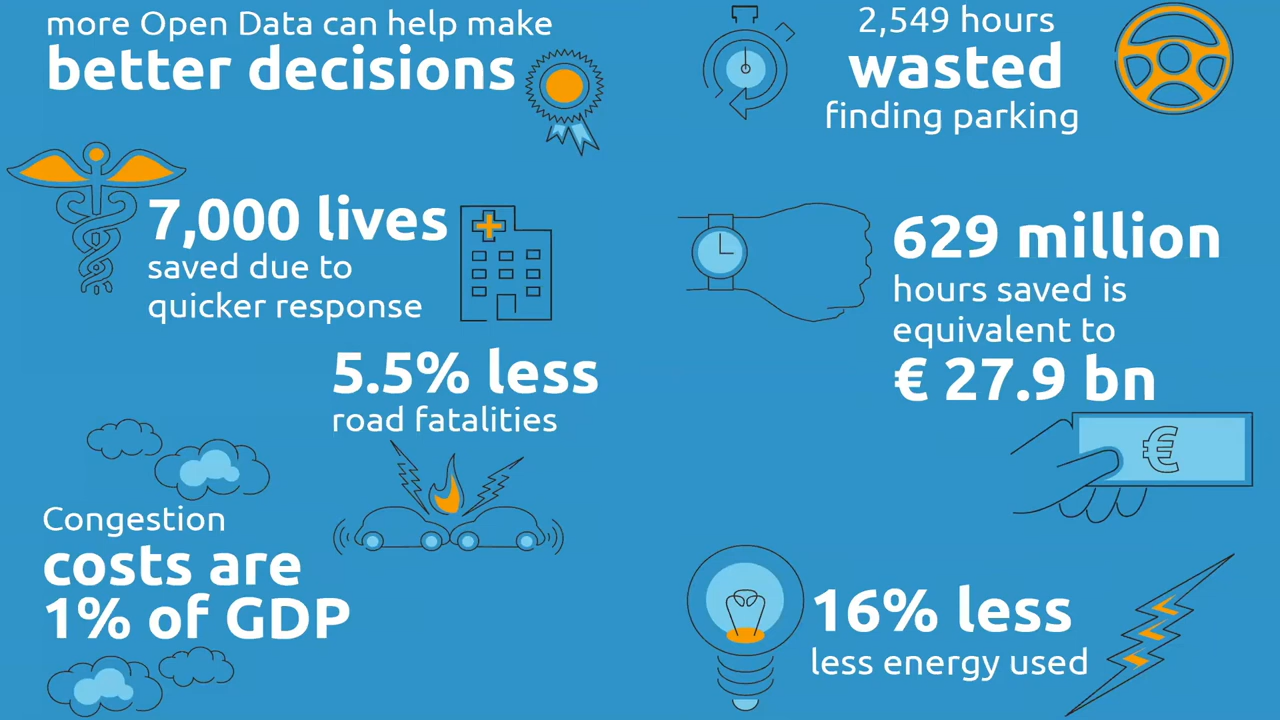 more Open Data can help make
better decisions
7,000 lives
saved due to
quicker response
5.5% less
road fatalities
Congestion
costs are
1% of GDP
2,549 hours
wasted
finding parking
629 million
hours saved is
equivalent to
€ 27.9 bn
€
16% less
less energy used